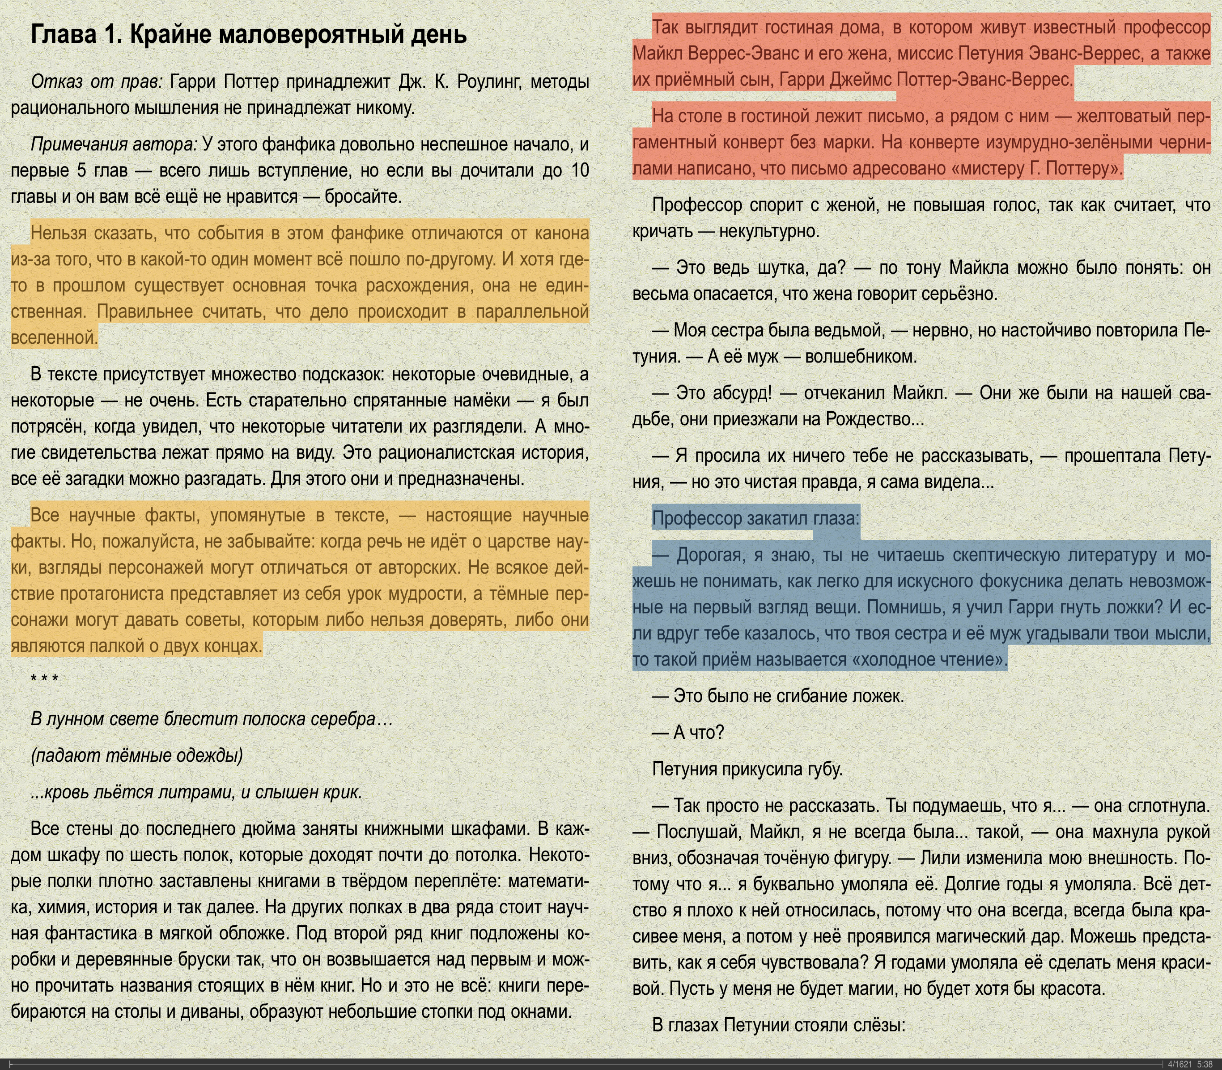 Глава 1. Крайне маловероятный день
Отказ от прав: Гарри Поттер принадлежит Дж. К. Роулинг, методы
рационального мышления не принадлежат никому.
Примечания автора: У этого фанфика довольно неспешное начало, и
первые 5 глав — всего лишь вступление, но если вы дочитали до 10
главы и он вам всё ещё не нравится — бросайте.
Нельзя сказать, что события в этом фанфике отличаются от канона
из-за того, что в какой-то один момент всё пошло по-другому. И хотя где-
то в прошлом существует основная точка расхождения, она не един-
ственная. Правильнее считать, что дело происходит в параллельной
вселенной.
В тексте присутствует множество подсказок: некоторые очевидные, а
некоторые — не очень. Есть старательно спрятанные намёки — я был
потрясён, когда увидел, что некоторые читатели их разглядели. А мно-
гие свидетельства лежат прямо на виду. Это рационалистская история,
все её загадки можно разгадать. Для этого они и предназначены.
Все научные факты, упомянутые в тексте, — настоящие научные
факты. Но, пожалуйста, не забывайте: когда речь не идёт о царстве нау-
ки, взгляды персонажей могут отличаться от авторских. Не всякое дей-
ствие протагониста представляет из себя урок мудрости, а тёмные пер-
сонажи могут давать советы, которым либо нельзя доверять, либо они
являются палкой о двух концах.
* * *
В лунном свете блестит полоска серебра…
(падают тёмные одежды)
...кровь льётся литрами, и слышен крик.
Все стены до последнего дюйма заняты книжными шкафами. В каж-
дом шкафу по шесть полок, которые доходят почти до потолка. Некото-
рые полки плотно заставлены книгами в твёрдом переплёте: математи-
ка, химия, история и так далее. На других полках в два ряда стоит науч-
ная фантастика в мягкой обложке. Под второй ряд книг подложены ко-
робки и деревянные бруски так, что он возвышается над первым и мож-
но прочитать названия стоящих в нём книг. Но и это не всё: книги пере-
бираются на столы и диваны, образуют небольшие стопки под окнами.
Так выглядит гостиная дома, в котором живут известный профессор
Майкл Веррес-Эванс и его жена, миссис Петуния Эванс-Веррес, а также
их приёмный сын, Гарри Джеймс Поттер-Эванс-Веррес.
На столе в гостиной лежит письмо, а рядом с ним — желтоватый пер-
гаментный конверт без марки. На конверте изумрудно-зелёными черни-
лами написано, что письмо адресовано «мистеру Г. Поттеру».
Профессор спорит с женой, не повышая голос, так как считает, что
кричать — некультурно.
— Это ведь шутка, да? — по тону Майкла можно было понять: он
весьма опасается, что жена говорит серьёзно.
— Моя сестра была ведьмой, — нервно, но настойчиво повторила Пе-
туния. — А её муж — волшебником.
— Это абсурд! — отчеканил Майкл. — Они же были на нашей сва-
дьбе, они приезжали на Рождество...
— Я просила их ничего тебе не рассказывать, — прошептала Пету-
ния, — но это чистая правда, я сама видела...
Профессор закатил глаза:
— Дорогая, я знаю, ты не читаешь скептическую литературу и мо-
жешь не понимать, как легко для искусного фокусника делать невозмож-
ные на первый взгляд вещи. Помнишь, я учил Гарри гнуть ложки? И ес-
ли вдруг тебе казалось, что твоя сестра и её муж угадывали твои мысли,
то такой приём называется «холодное чтение».
— Это было не сгибание ложек.
— А что?
Петуния прикусила губу.
— Так просто не рассказать. Ты подумаешь, что я... — она сглотнула.
— Послушай, Майкл, я не всегда была... такой, — она махнула рукой
вниз, обозначая точёную фигуру. — Лили изменила мою внешность. По-
тому что я... я буквально умоляла её. Долгие годы я умоляла. Всё дет-
ство я плохо к ней относилась, потому что она всегда, всегда была кра-
сивее меня, а потом у неё проявился магический дар. Можешь предста-
вить, как я себя чувствовала? Я годами умоляла её сделать меня краси-
вой. Пусть у меня не будет магии, но будет хотя бы красота.
В глазах Петунии стояли слёзы:
4/1621 5:38